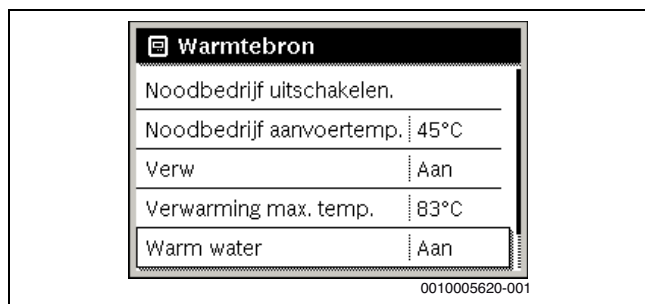 Warmtebron
Noodbedrijf uitschakelen.
Noodbedrijf aanvoertemp. 45°C
Verw Aan
Verwarming max. temp. 83°C
Warm water Aan
0010005620-001